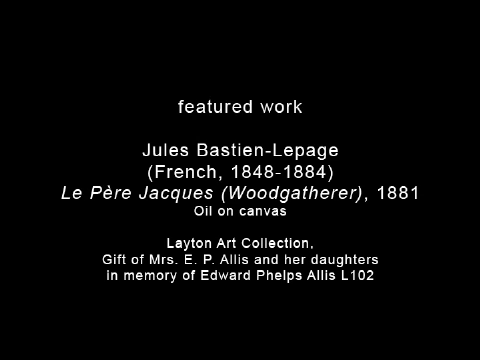 featured work
Jules Bastien-Lepage
(French, 1848-1884)
Le Père Jacques (Woodgatherer), 1881
Oil on canvas
Layton Art Collection,
Gift of Mrs. E. P. Allis and her daughters
in memory of Edward Phelps Allis L102